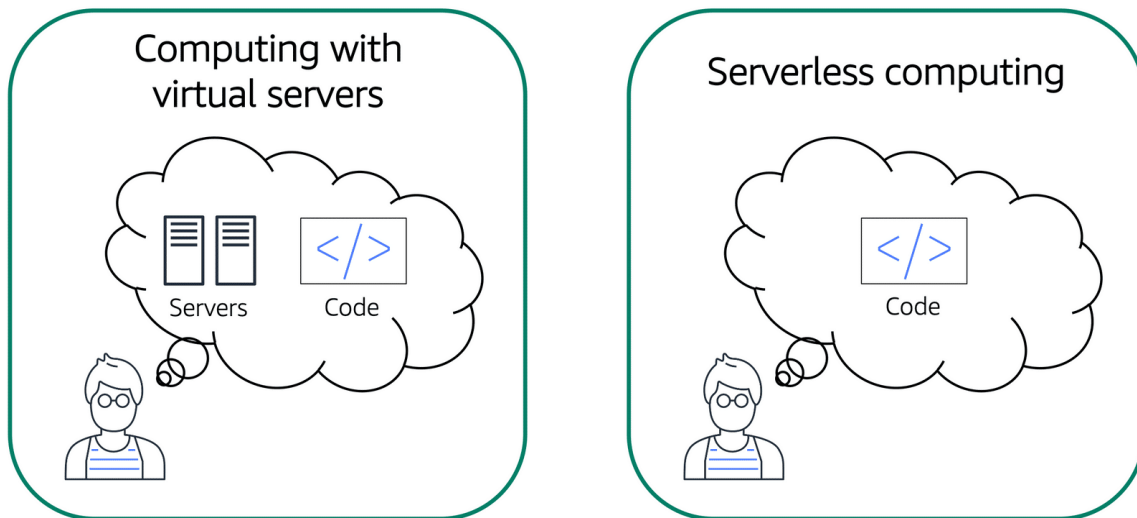 Computing with
virtual servers
</>
Servers
Code
Serverless computing
</>
Code